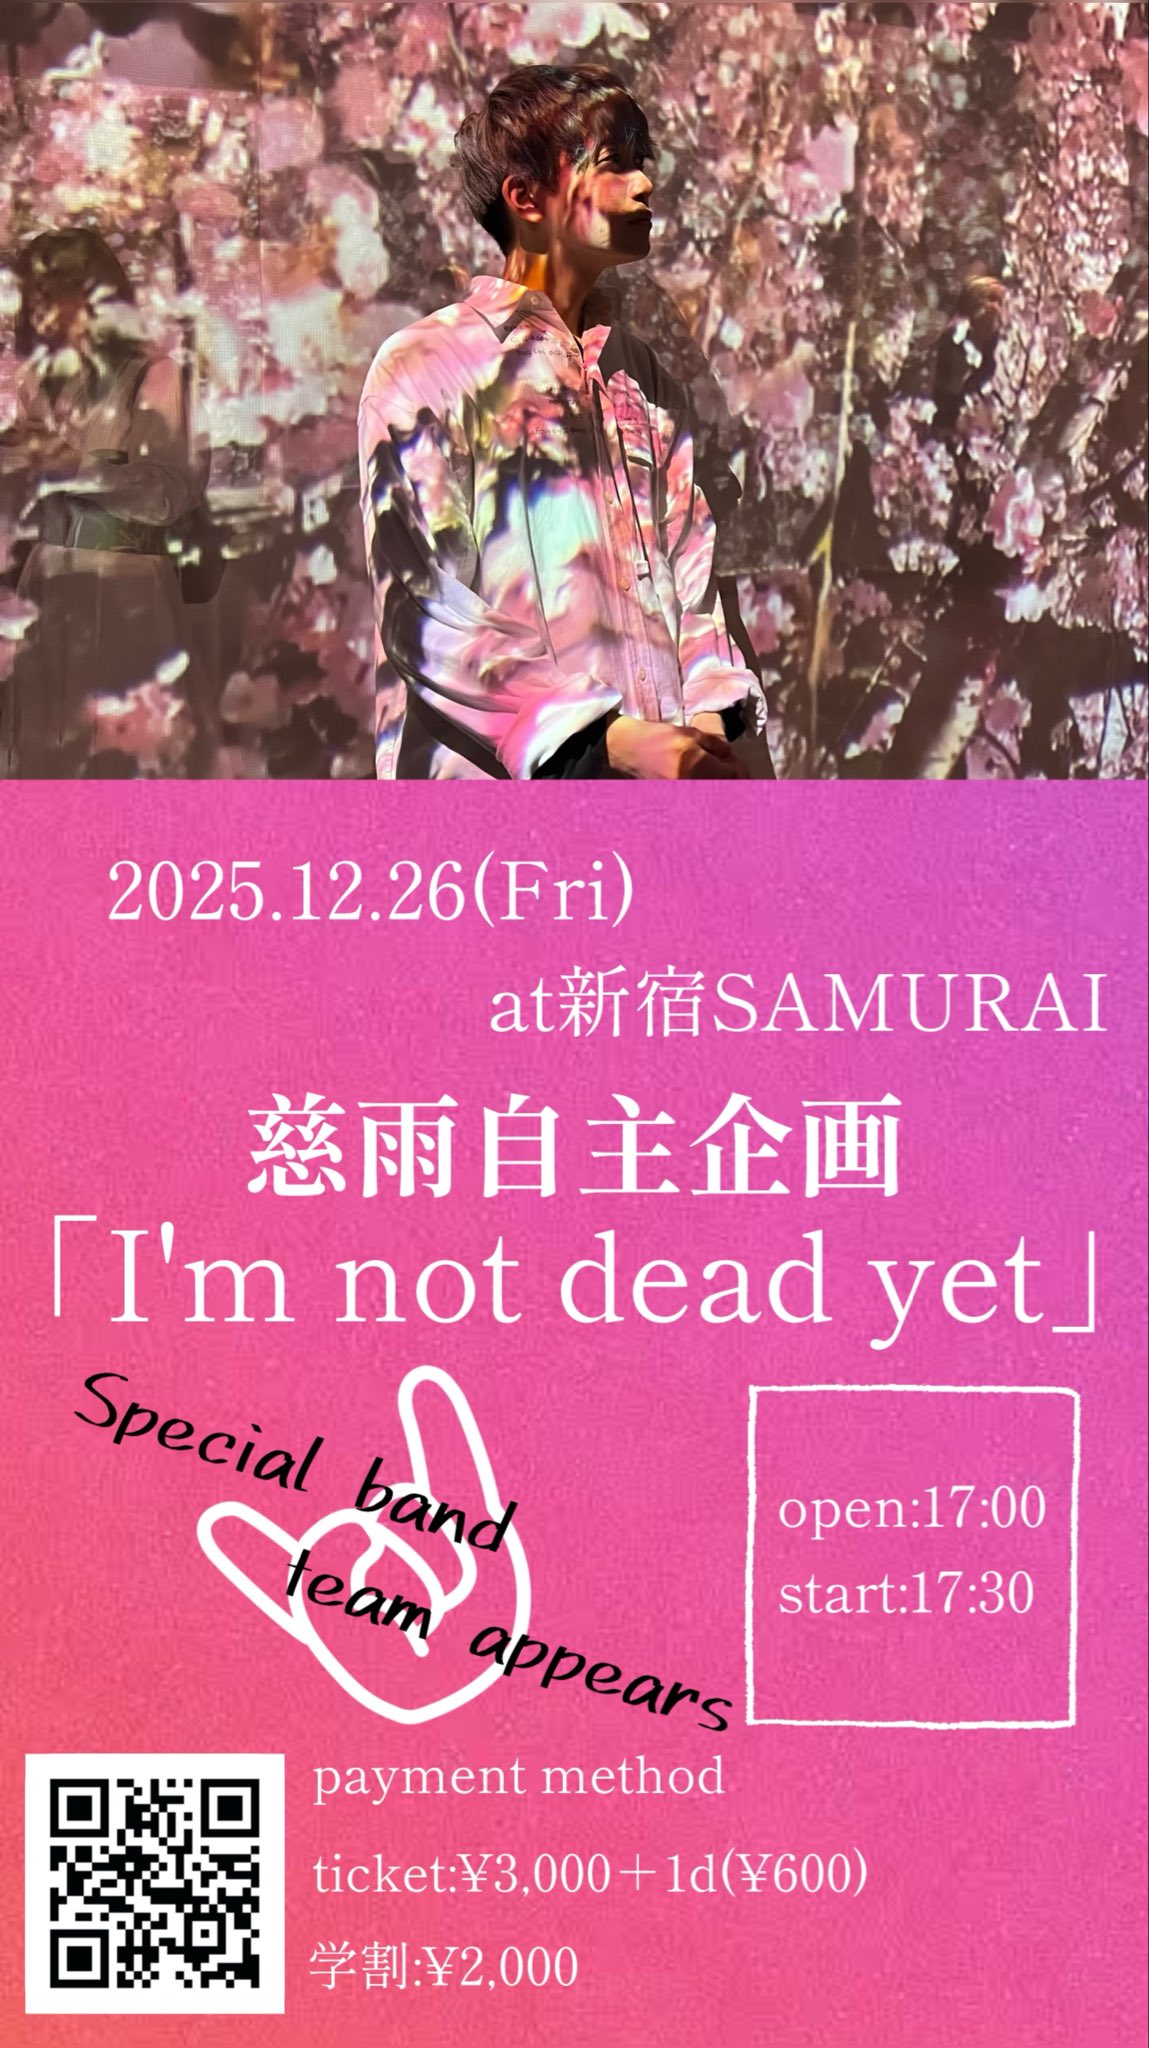 2025.12.26(Fri)
at新宿SAMURAI
慈雨自主企画
「I'm not dead yet」
Special band
team appears
open:17:00
start:17:30
payment method
ticket:¥3,000＋1d(¥600)
学割:¥2,000